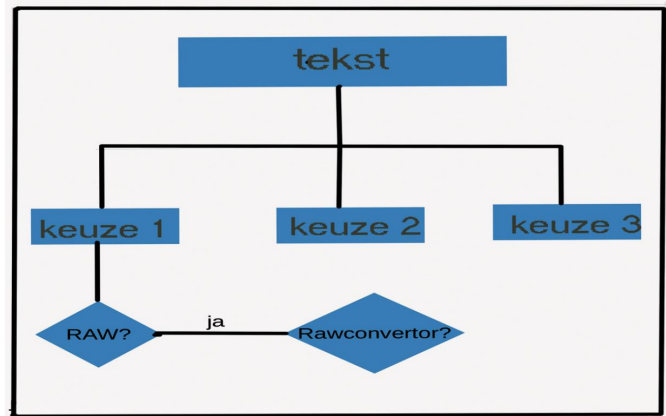 tekst
keuze 1
keuze 2
keuze 3
RAW?
ja
Rawconvertor?